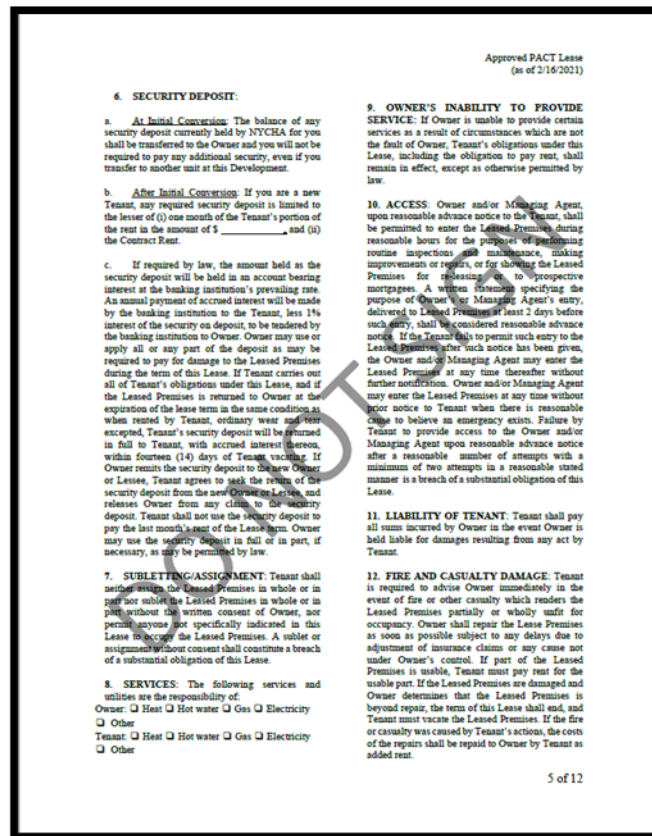 Approved PACT Lease
(as of 2/16/2021)
6. SECURITY DEPOSIT:
a. At Initial Conversion: The balance of any
security deposit currently held by NYCHA for you
shall be transferred to the Owner and you will not be
required to pay any additional security, even if you
transfer to another unit at this Development.
b. After Initial Conversion: If you are a new
Tenant, any required security deposit is limited to
the lesser of (i) one month of the Tenant's portion of
the rent in the amount of $ ____________, and (ii)
the Contract Rent.
c. If required by law, the amount held as the
security deposit will be held in an account bearing
interest at the banking institution's prevailing rate.
An annual payment of accrued interest will be made
by the banking institution to the Tenant, less 1%
interest of the security on deposit, to be tendered by
the banking institution to Owner. Owner may use or
apply all or any part of the deposit as may be
required to pay for damage to the Leased Premises
during the term of this Lease. If Tenant carries out
all of Tenant's obligations under this Lease, and if
the Leased Premises is returned to Owner at the
expiration of the lease term in the same condition as
when rented by Tenant, ordinary wear and tear
excepted, Tenant's security deposit will be returned
in full to Tenant, with accrued interest thereon,
within fourteen (14) days of Tenant vacating. If
Owner remits the security deposit to the new Owner
or Lessee, Tenant agrees to seek the return of the
security deposit from the new Owner or Lessee, and
releases Owner from any claim to the security
deposit. Tenant shall not use the security deposit to
pay the last month's rent of the Lease term. Owner
may use the security deposit in full or in part, if
necessary, as may be permitted by law.
7. SUBLETTING/ASSIGNMENT: Tenant shall
neither assign the Leased Premises in whole or in
part nor sublet the Leased Premises in whole or in
part without the written consent of Owner, nor
permit anyone not specifically indicated in this
Lease to occupy the Leased Premises. A sublet or
assignment without consent shall constitute a breach
of a substantial obligation of this Lease.
8. SERVICES: The following services and
utilities are the responsibility of:
Owner: ❑ Heat ❑ Hot water ❑ Gas ❑ Electricity
❑ Other
Tenant: ❑ Heat ❑ Hot water ❑ Gas ❑ Electricity
❑ Other
9. OWNER'S INABILITY TO PROVIDE
SERVICE: If Owner is unable to provide certain
services as a result of circumstances which are not
the fault of Owner, Tenant's obligations under this
Lease, including the obligation to pay rent, shall
remain in effect, except as otherwise permitted by
law.
10. ACCESS: Owner and/or Managing Agent,
upon reasonable advance notice to the Tenant, shall
be permitted to enter the Leased Premises during
reasonable hours for the purposes of performing
routine inspections and maintenance, making
improvements or repairs, or for showing the Leased
Premises for re-leasing or to prospective
mortgagees. A written statement specifying the
purpose of Owner's or Managing Agent's entry,
delivered to Leased Premises at least 2 days before
such entry, shall be considered reasonable advance
notice. If the Tenant fails to permit such entry to the
Leased Premises after such notice has been given,
the Owner and/or Managing Agent may enter the
Leased Premises at any time thereafter without
further notification. Owner and/or Managing Agent
may enter the Leased Premises at any time without
prior notice to Tenant when there is reasonable
cause to believe an emergency exists. Failure by
Tenant to provide access to the Owner and/or
Managing Agent upon reasonable advance notice
after a reasonable number of attempts with a
minimum of two attempts in a reasonable stated
manner is a breach of a substantial obligation of this
Lease.
11. LIABILITY OF TENANT: Tenant shall pay
all sums incurred by Owner in the event Owner is
held liable for damages resulting from any act by
Tenant.
12. FIRE AND CASUALTY DAMAGE: Tenant
is required to advise Owner immediately in the
event of fire or other casualty which renders the
Leased Premises partially or wholly unfit for
occupancy. Owner shall repair the Lease Premises
as soon as possible subject to any delays due to
adjustment of insurance claims or any cause not
under Owner's control. If part of the Leased
Premises is usable, Tenant must pay rent for the
usable part. If the Leased Premises are damaged and
Owner determines that the Leased Premises is
beyond repair, the term of this Lease shall end, and
Tenant must vacate the Leased Premises. If the fire
or casualty was caused by Tenant's actions, the costs
of the repairs shall be repaid to Owner by Tenant as
added rent.
5 of 12
DO NOT SIGN